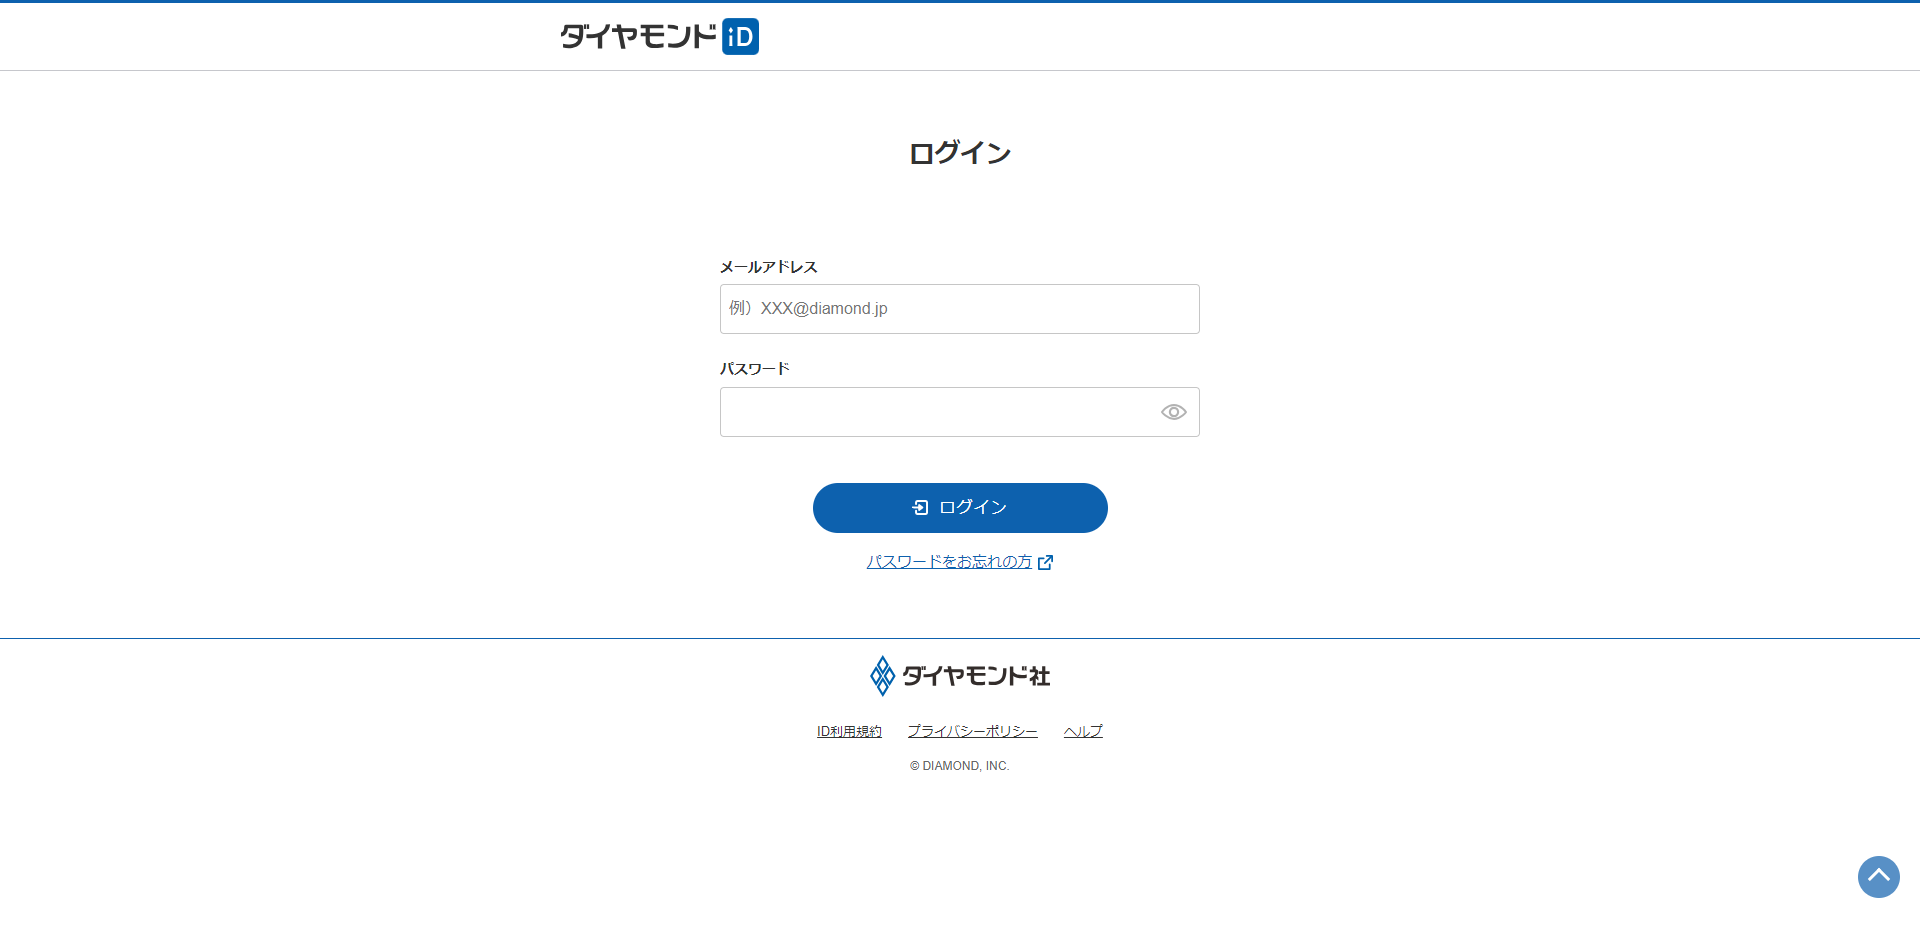 ダイヤモンド iD
ログイン
メールアドレス
例）XXX@diamond.jp
パスワード
ログイン
パスワードをお忘れの方
ダイヤモンド社
ID利用規約 プライバシーポリシー ヘルプ
© DIAMOND, INC.